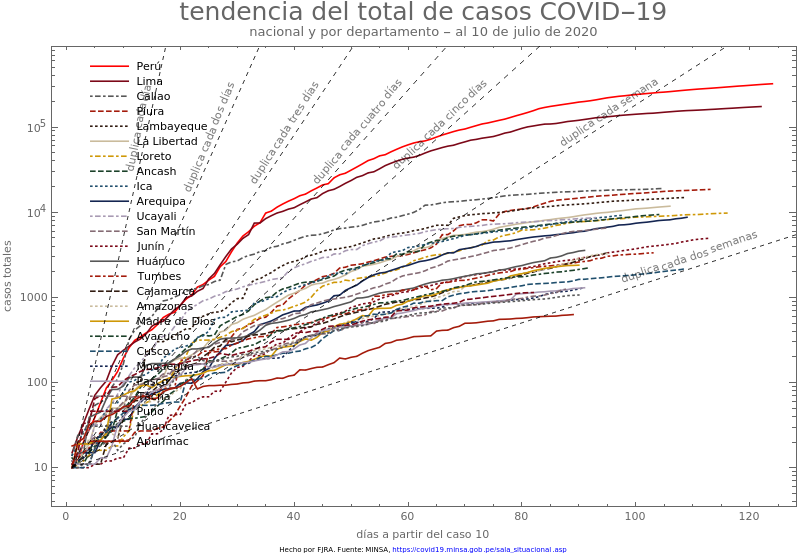 tendencia del total de casos COVID−19
nacional y por departamento − al 10 de julio de 2020
duplica cada día
duplica cada dos días
duplica cada tres días
duplica cada cuatro días
duplica cada cinco días
duplica cada semana
duplica cada dos semanas
Perú
Lima
Callao
Piura
Lambayeque
La Libertad
Loreto
Ancash
Ica
Arequipa
Ucayali
San Martín
Junín
Huánuco
Tumbes
Cajamarca
Amazonas
Madre de Dios
Ayacucho
Cusco
Moquegua
Pasco
Tacna
Puno
Huancavelica
Apurímac
casos totales
10^5
10^4
1000
100
10
0 20 40 60 80 100 120
días a partir del caso 10
Hecho por FJRA. Fuente: MINSA, https://covid19.minsa.gob.pe/sala_situacional.asp